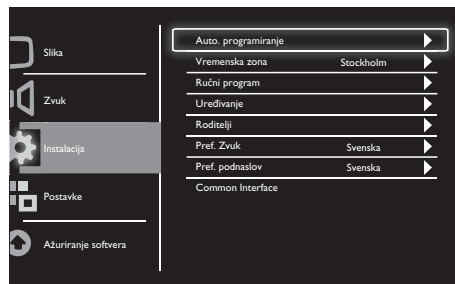 Slika
Zvuk
Instalacija
Postavke
Ažuriranje softvera
Auto. programiranje
Vremenska zona Stockholm
Ručni program
Uređivanje
Roditelji
Pref. Zvuk Svenska
Pref. podnaslov Svenska
Common Interface